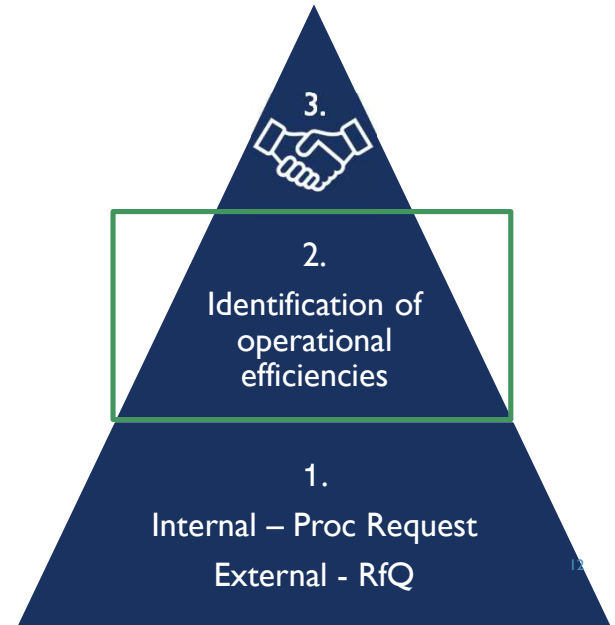 3.
2.
Identification of
operational
efficiencies
1.
Internal – Proc Request
External - RfQ
12